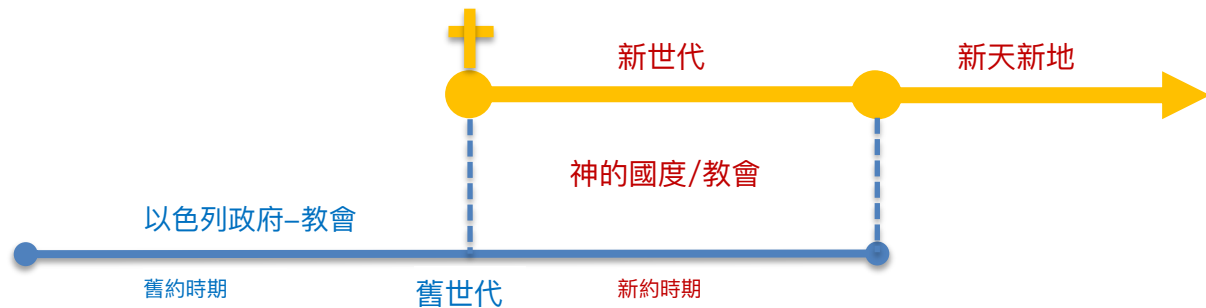 新世代
新天新地
神的國度/教會
以色列政府–教會
舊約時期
舊世代
新約時期